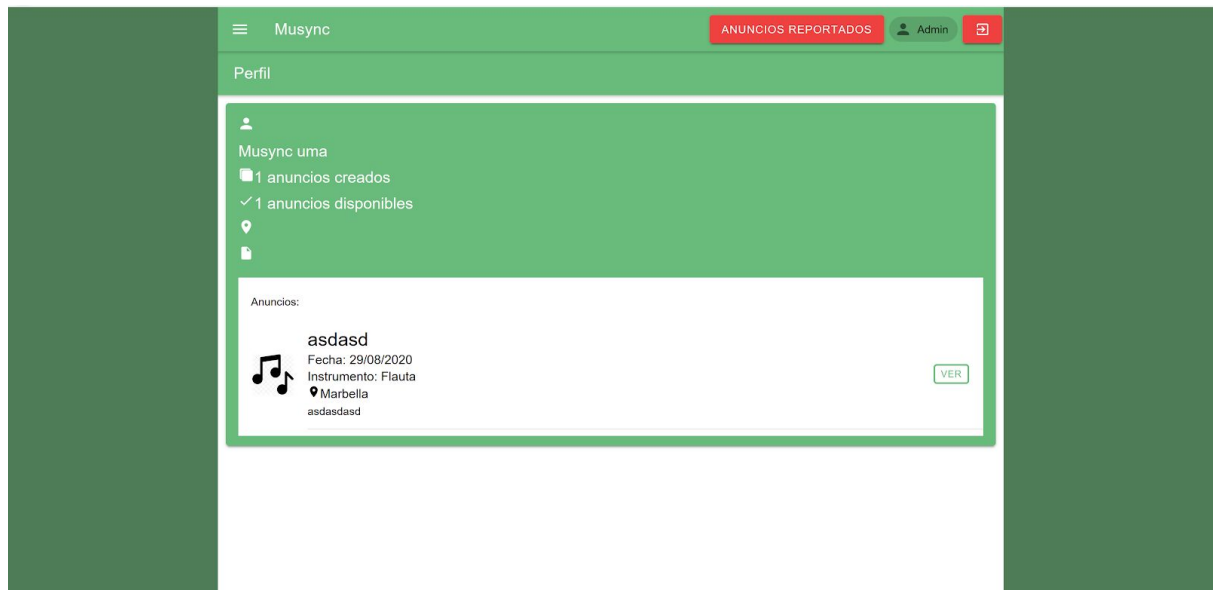 Musync
ANUNCIOS REPORTADOS
Admin
Perfil
Musync uma
1 anuncios creados
1 anuncios disponibles
Anuncios:
asdasd
Fecha: 29/08/2020
Instrumento: Flauta
Marbella
asdasdasd
VER